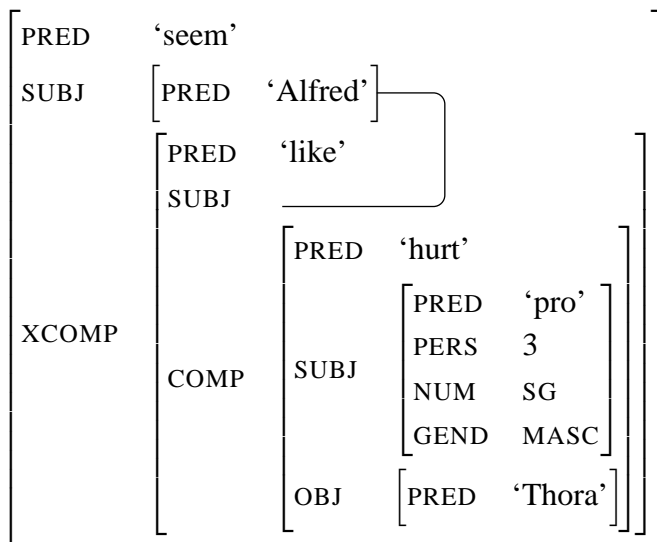 PRED ‘seem’
SUBJ PRED ‘Alfred’
PRED ‘like’
SUBJ
PRED ‘hurt’
PRED ‘pro’
XCOMP PERS 3
COMP SUBJ
NUM SG
GEND MASC
OBJ PRED ‘Thora’